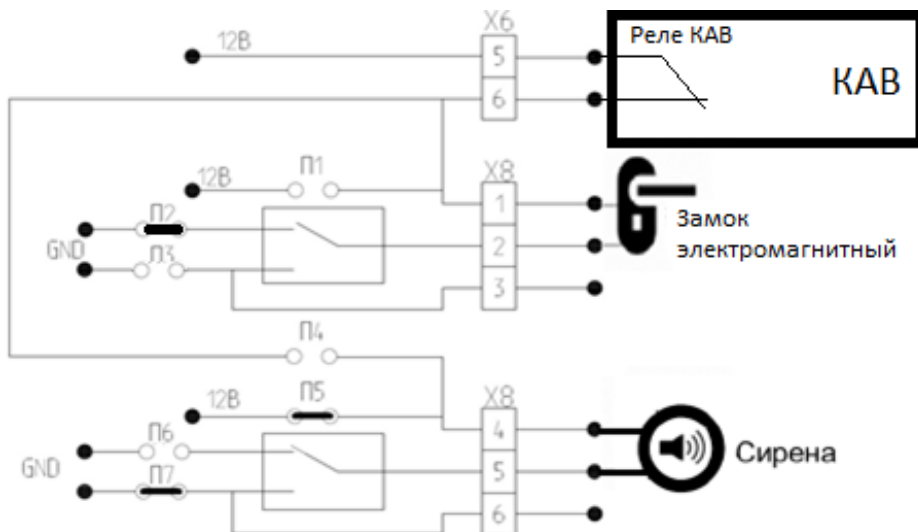 X6
12В
5
6
Реле КАВ
КАВ
X8
12В
П1
1
П2
2
GND
П3
3
Замок
электромагнитный
П4
X8
12В
П5
4
П6
5
GND
П7
6
Сирена